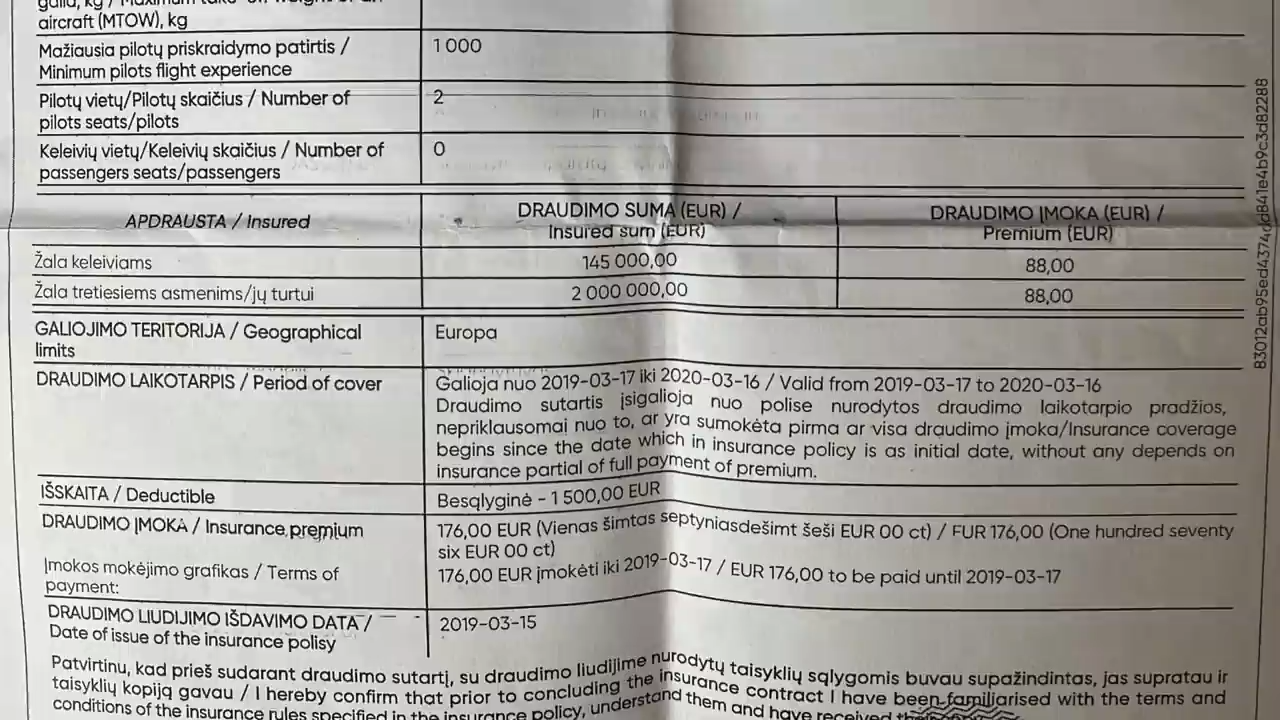 aircraft (MTOW), kg
Mažiausia pilotų priskraidymo patirtis / 1 000
Minimum pilots flight experience
Pilotų vietų/Pilotų skaičius / Number of 2
pilots seats/pilots
Keleivių vietų/Keleivių skaičius / Number of 0
passengers seats/passengers
APDRAUSTA / Insured DRAUDIMO SUMA (EUR) / DRAUDIMO ĮMOKA (EUR) /
Insured sum (EUR) Premium (EUR)
Žala keleiviams 145 000,00 88,00
Žala tretiesiems asmenims/jų turtui 2 000 000,00 88,00
GALIOJIMO TERITORIJA / Geographical Europa
limits
DRAUDIMO LAIKOTARPIS / Period of cover Galioja nuo 2019-03-17 iki 2020-03-16 / Valid from 2019-03-17 to 2020-03-16
Draudimo sutartis įsigalioja nuo polise nurodytos draudimo laikotarpio pradžios,
nepriklausomai nuo to, ar yra sumokėta pirma ar visa draudimo įmoka/Insurance coverage
begins since the date which in insurance policy is as initial date, without any depends on
insurance partial of full payment of premium.
IŠSKAITA / Deductible Besąlyginė - 1 500,00 EUR
DRAUDIMO ĮMOKA / Insurance premium 176,00 EUR (Vienas šimtas septyniasdešimt šeši EUR 00 ct) / EUR 176,00 (One hundred seventy
six EUR 00 ct)
Įmokos mokėjimo grafikas / Terms of 176,00 EUR įmokėti iki 2019-03-17 / EUR 176,00 to be paid until 2019-03-17
payment:
DRAUDIMO LIUDIJIMO IŠDAVIMO DATA / 2019-03-15
Date of issue of the insurance polisy
Patvirtinu, kad prieš sudarant draudimo sutartį, su draudimo liudijime nurodytų taisyklių sąlygomis buvau supažindintas, jas supratau ir
taisyklių kopiją gavau / I hereby confirm that prior to concluding the insurance contract I have been familiarised with the terms and
conditions of the insurance rules specified in the insurance policy, understand them and have received
83012ab95ed4374dd841e4b9c3d82288